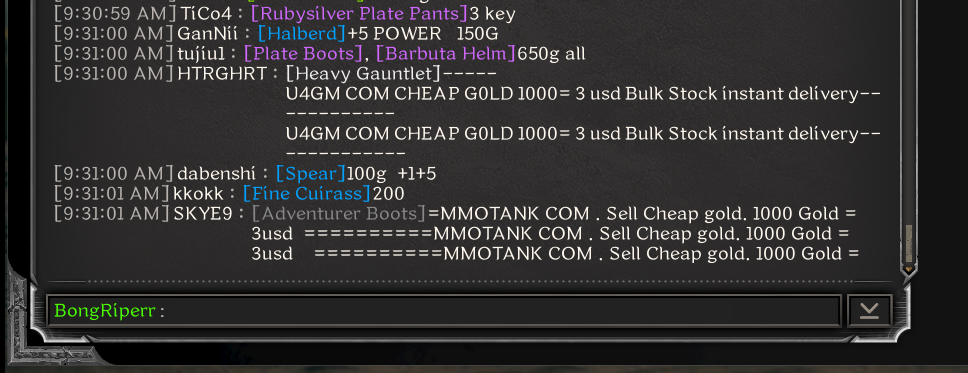 [9:30:59 AM] TiCo4 : [Rubysilver Plate Pants]3 key
[9:31:00 AM] GanNii : [Halberd]+5 POWER 150G
[9:31:00 AM] tujiu1 : [Plate Boots], [Barbuta Helm]650g all
[9:31:00 AM] HTRGHRT : [Heavy Gauntlet]-----
U4GM COM CHEAP G0LD 1000= 3 usd Bulk Stock instant delivery--
-----------
U4GM COM CHEAP G0LD 1000= 3 usd Bulk Stock instant delivery--
------------
[9:31:00 AM] dabenshi : [Spear]100g +1+5
[9:31:01 AM] kkokk : [Fine Cuirass]200
[9:31:01 AM] SKYE9 : [Adventurer Boots]=MMOTANK COM . Sell Cheap gold. 1000 Gold =
3usd ==========MMOTANK COM . Sell Cheap gold. 1000 Gold =
3usd ==========MMOTANK COM . Sell Cheap gold. 1000 Gold =
BongRiperr :